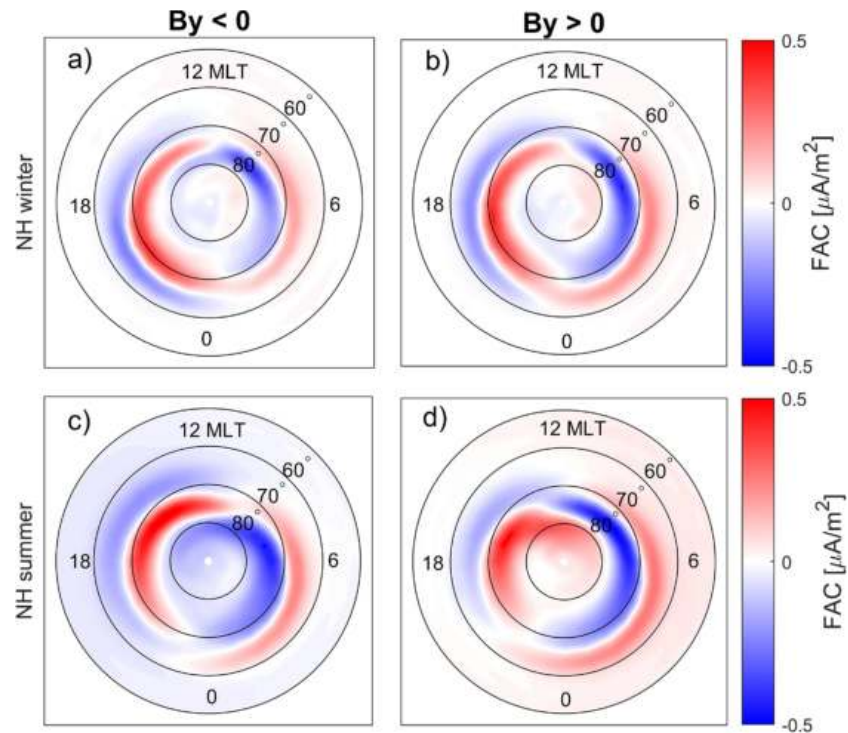 By < 0
By > 0
NH winter
a)
12 MLT
60°
70°
80°
18
6
0
b)
12 MLT
60°
70°
80°
18
6
0
0.5
0
-0.5
FAC [μA/m²]
NH summer
c)
12 MLT
60°
70°
80°
18
6
0
d)
12 MLT
60°
70°
80°
18
6
0
0.5
0
-0.5
FAC [μA/m²]